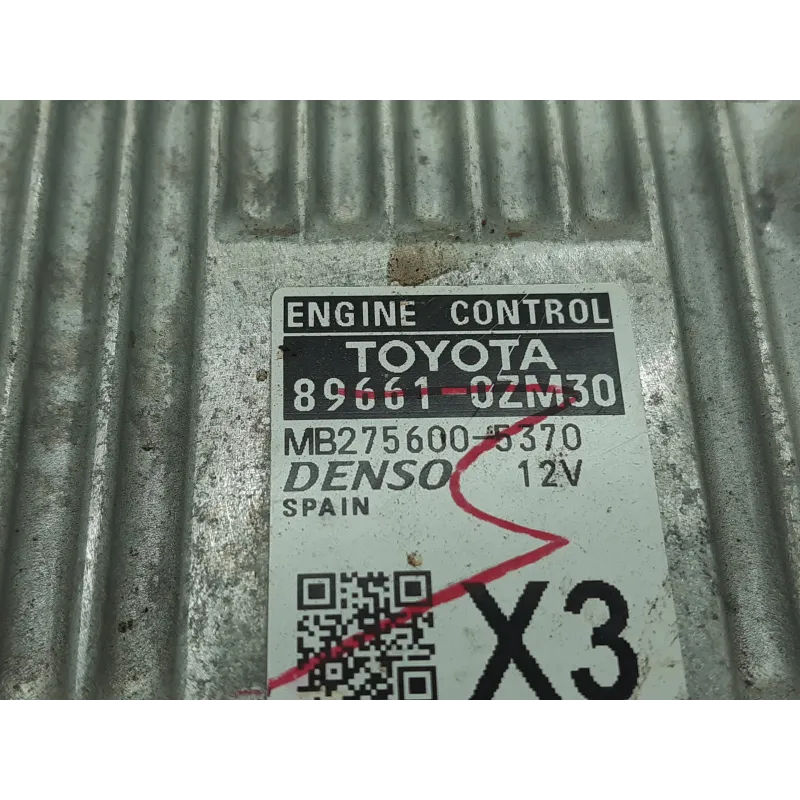 ENGINE CONTROL
TOYOTA
89661-0ZM30
MB275600-5370
DENSO 12V
SPAIN
X3